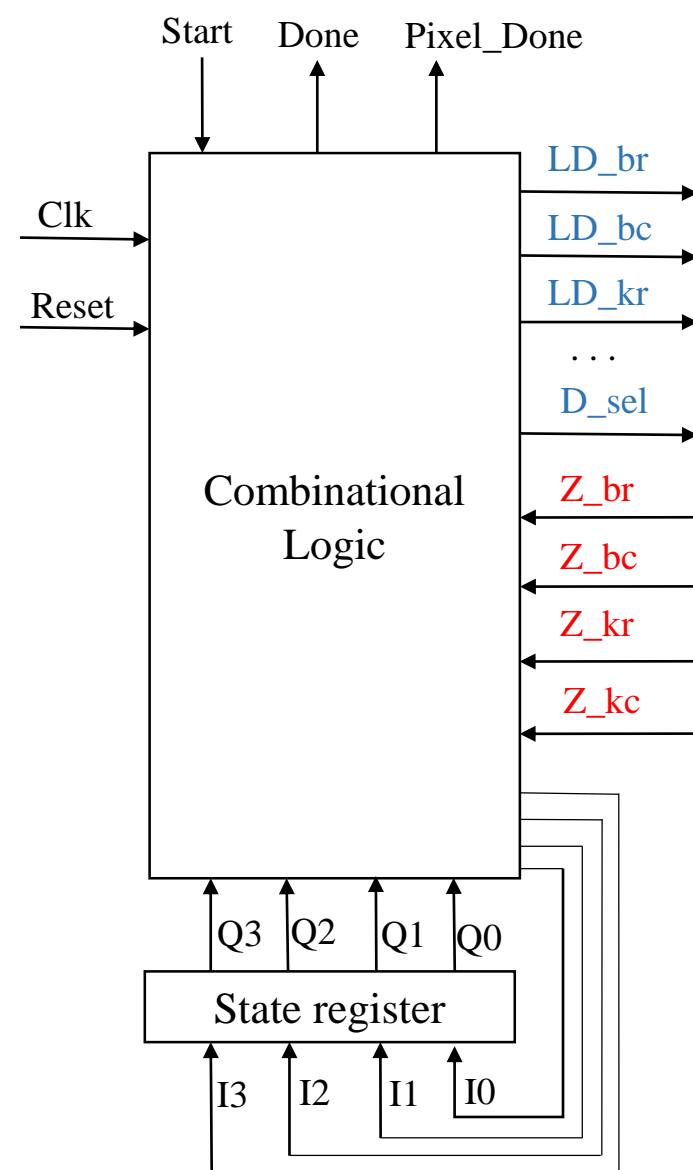 Start Done Pixel_Done
LD_br
Clk
LD_bc
Reset
LD_kr
. . .
D_sel
Combinational
Logic
Z_br
Z_bc
Z_kr
Z_kc
Q3 Q2 Q1 Q0
State register
I3 I2 I1 I0